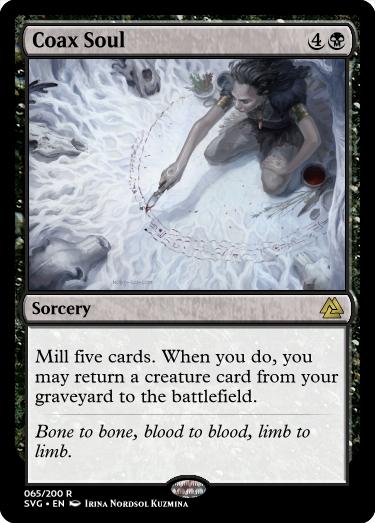 Coax Soul 4
Sorcery
Mill five cards. When you do, you
may return a creature card from your
graveyard to the battlefield.
Bone to bone, blood to blood, limb to
limb.
065/200 R
SVG • EN Irina Nordsol Kuzmina